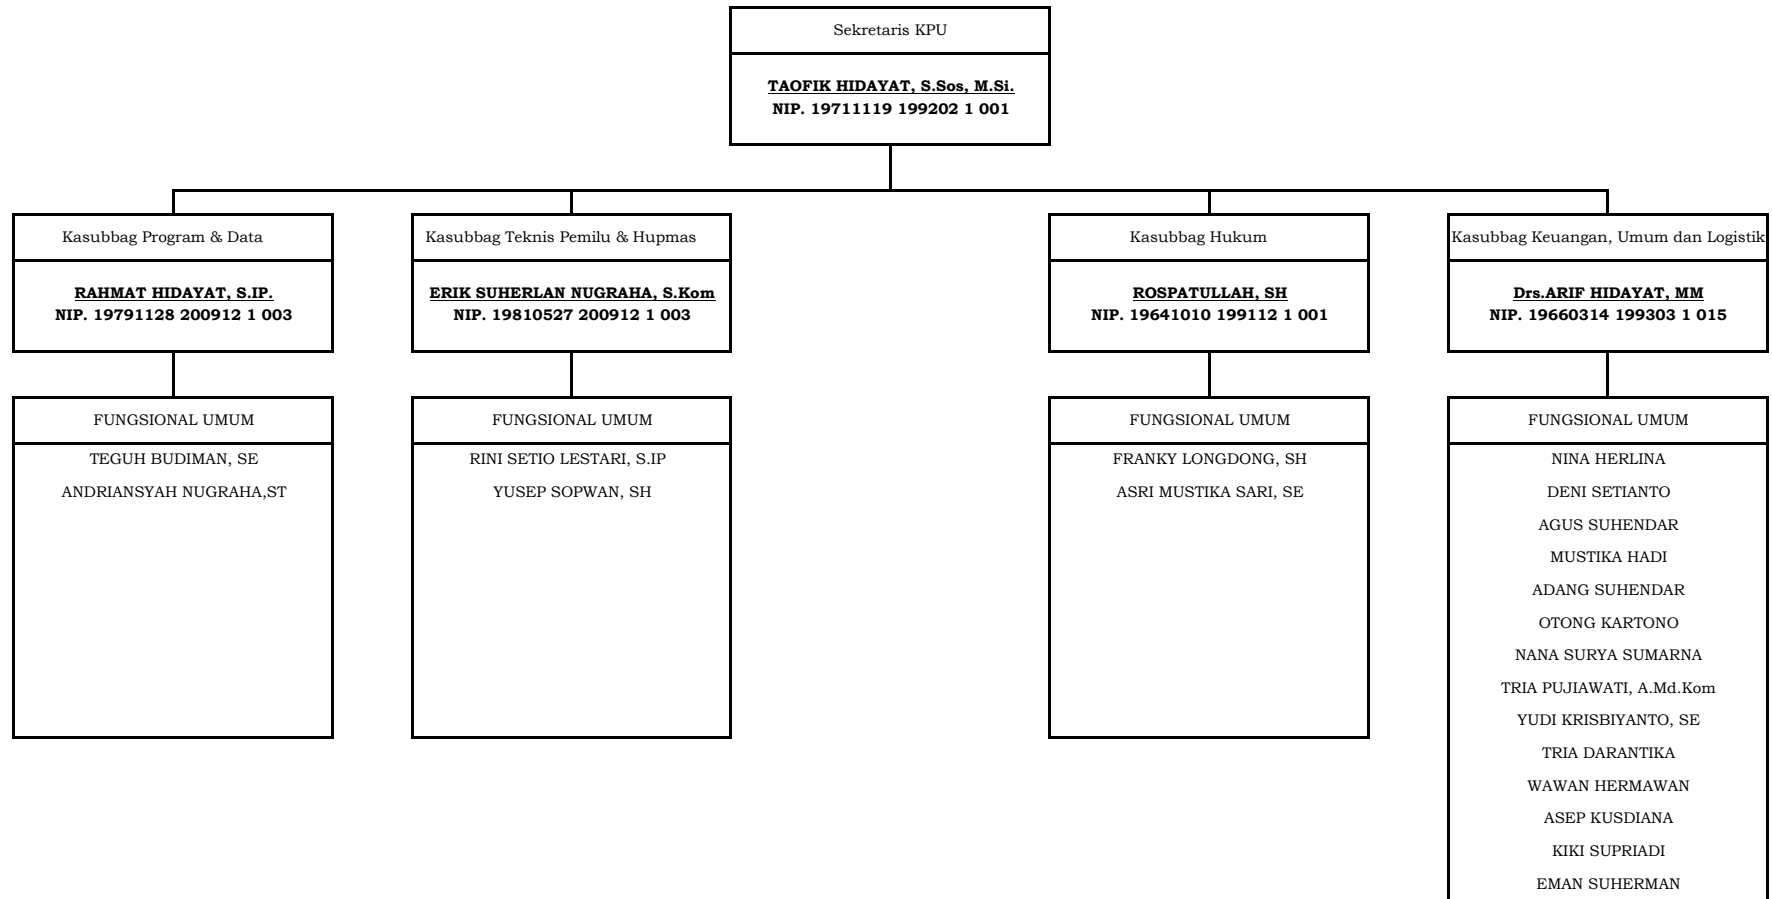 Sekretaris KPU
TAOFIK HIDAYAT, S.Sos, M.Si.
NIP. 19711119 199202 1 001
Kasubbag Program & Data
RAHMAT HIDAYAT, S.IP.
NIP. 19791128 200912 1 003
FUNGSIONAL UMUM
TEGUH BUDIMAN, SE
ANDRIANSYAH NUGRAHA,ST
Kasubbag Teknis Pemilu & Hupmas
ERIK SUHERLAN NUGRAHA, S.Kom
NIP. 19810527 200912 1 003
FUNGSIONAL UMUM
RINI SETIO LESTARI, S.IP
YUSEP SOPWAN, SH
Kasubbag Hukum
ROSPATULLAH, SH
NIP. 19641010 199112 1 001
FUNGSIONAL UMUM
FRANKY LONGDONG, SH
ASRI MUSTIKA SARI, SE
Kasubbag Keuangan, Umum dan Logistik
Drs.ARIF HIDAYAT, MM
NIP. 19660314 199303 1 015
FUNGSIONAL UMUM
NINA HERLINA
DENI SETIANTO
AGUS SUHENDAR
MUSTIKA HADI
ADANG SUHENDAR
OTONG KARTONO
NANA SURYA SUMARNA
TRIA PUJIAWATI, A.Md.Kom
YUDI KRISBIYANTO, SE
TRIA DARANTIKA
WAWAN HERMAWAN
ASEP KUSDIANA
KIKI SUPRIADI
EMAN SUHERMAN